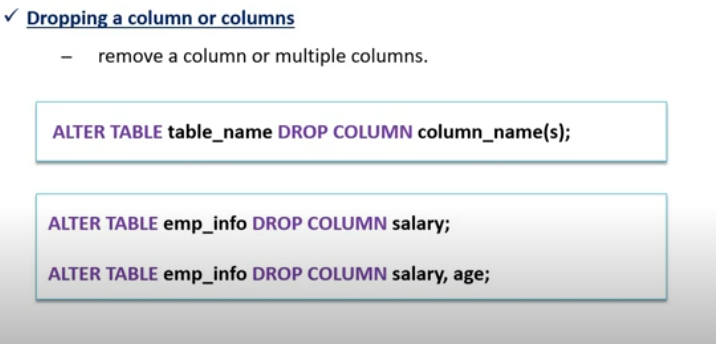 ✓ Dropping a column or columns
– remove a column or multiple columns.
ALTER TABLE table_name DROP COLUMN column_name(s);
ALTER TABLE emp_info DROP COLUMN salary;
ALTER TABLE emp_info DROP COLUMN salary, age;